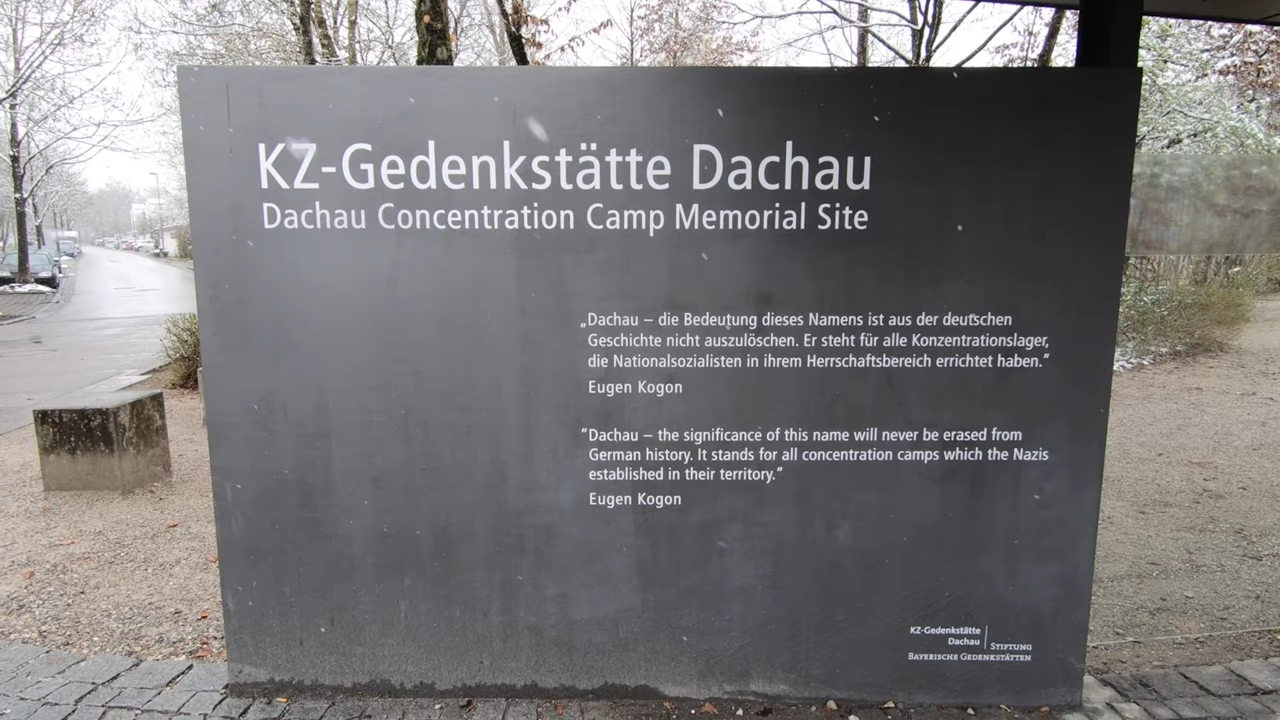 KZ-Gedenkstätte Dachau
Dachau Concentration Camp Memorial Site
„Dachau – die Bedeutung dieses Namens ist aus der deutschen
Geschichte nicht auszulöschen. Er steht für alle Konzentrationslager,
die Nationalsozialisten in ihrem Herrschaftsbereich errichtet haben.”
Eugen Kogon
“Dachau – the significance of this name will never be erased from
German history. It stands for all concentration camps which the Nazis
established in their territory.“
Eugen Kogon
KZ-Gedenkstätte
Dachau
STIFTUNG
BAYERISCHE GEDENKSTÄTTEN